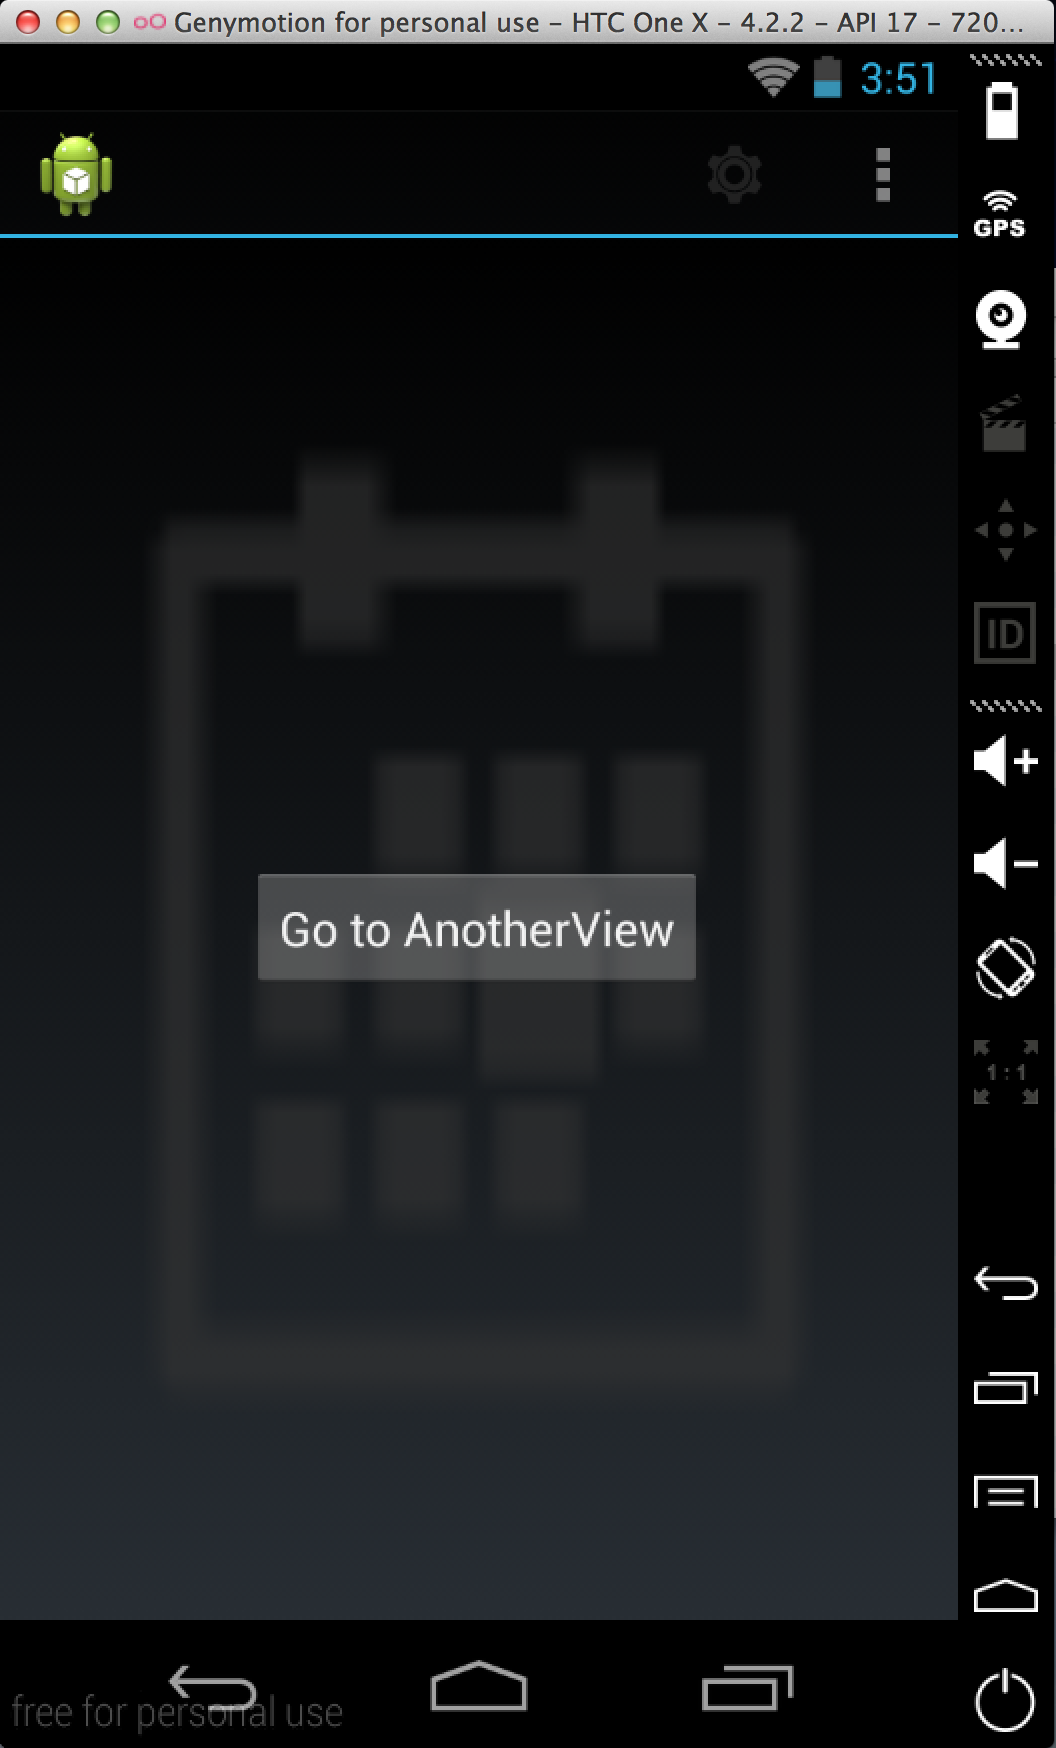 Genymotion for personal use – HTC One X – 4.2.2 – API 17 – 720...
3:51
GPS
ID
1 : 1
Go to AnotherView
free for personal use